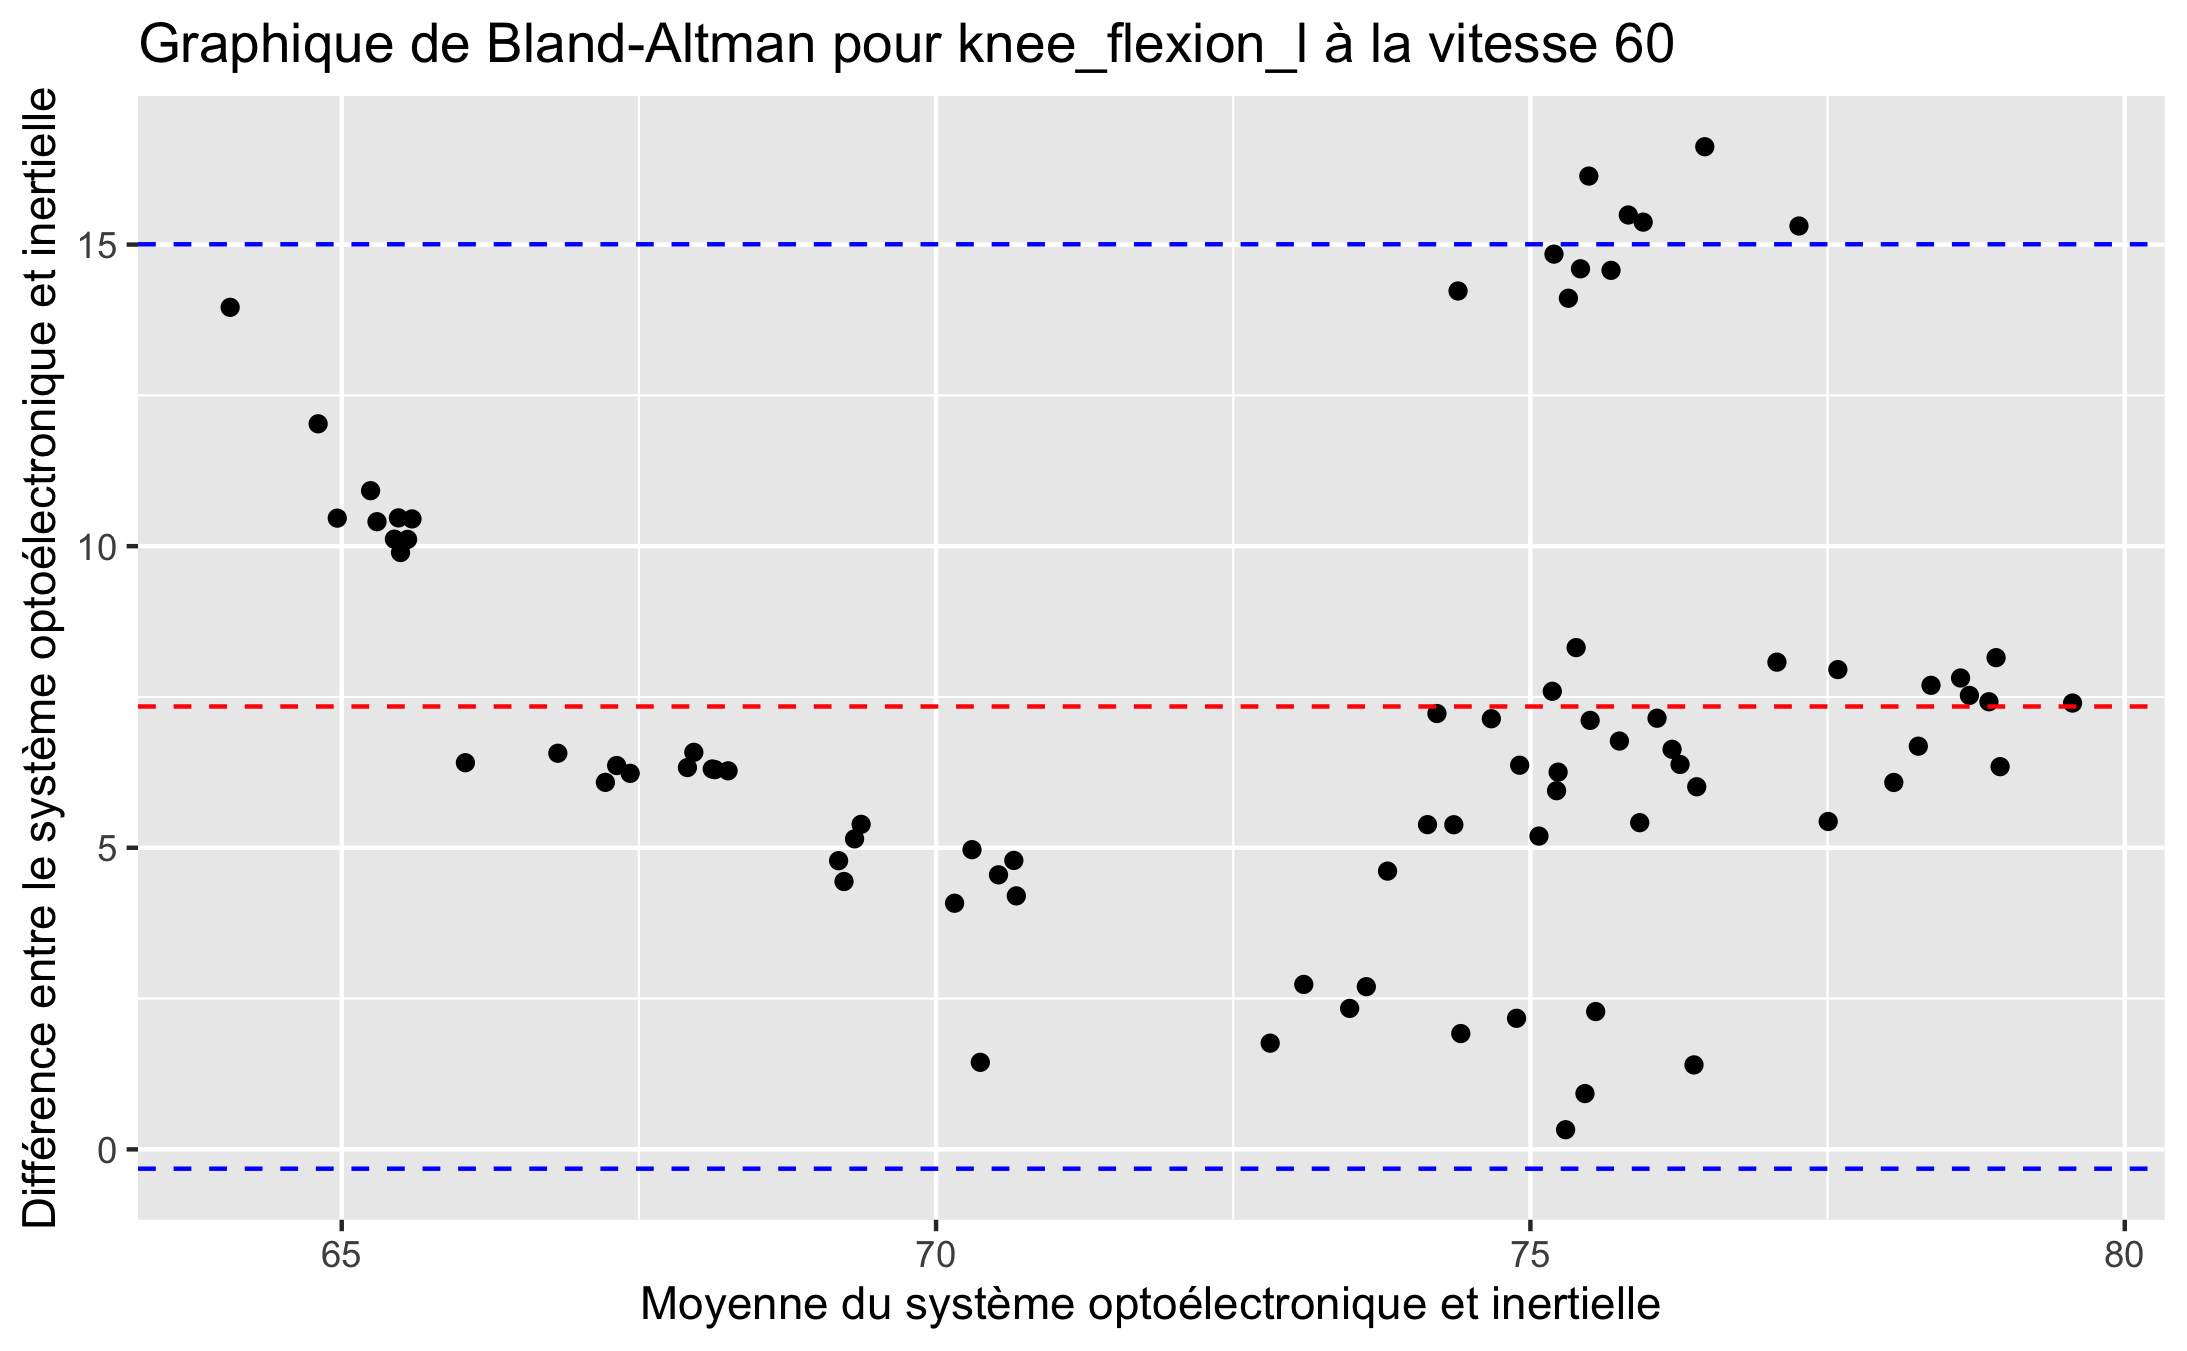 Graphique de Bland-Altman pour knee_flexion_l à la vitesse 60
Différence entre le système optoélectronique et inertielle
15
10
5
0
65
70
75
80
Moyenne du système optoélectronique et inertielle